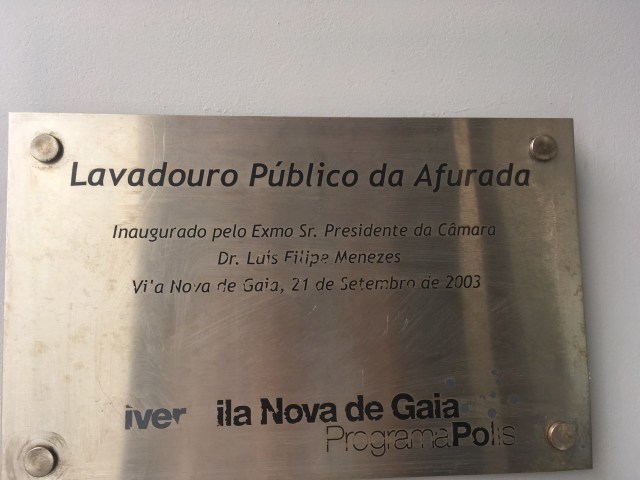 Lavadouro Público da Afurada
Inaugurado pelo Exmo Sr. Presidente da Câmara
Dr. Luís Filipe Menezes
Vila Nova de Gaia, 21 de Setembro de 2003
iver ila Nova de Gaia
ProgramaPolis